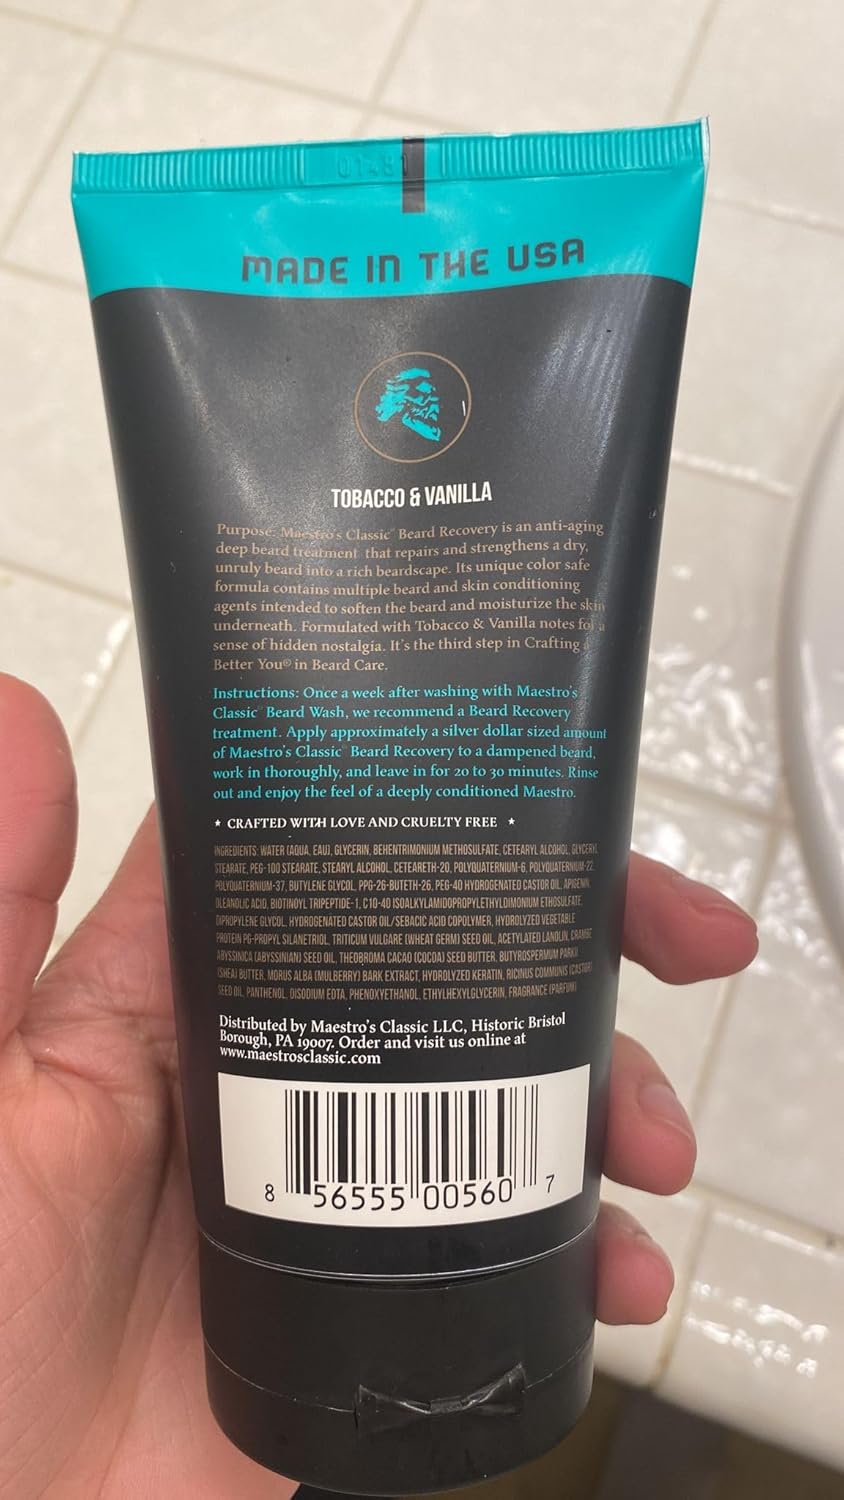 MADE IN THE USA
TOBACCO & VANILLA
Purpose: Maestro's Classic™ Beard Recovery is an anti-aging
deep beard treatment that repairs and strengthens a dry,
unruly beard into a rich beardscape. Its unique color safe
formula contains multiple beard and skin conditioning
agents intended to soften the beard and moisturize the skin
underneath. Formulated with Tobacco & Vanilla notes for a
sense of hidden nostalgia. It's the third step in Crafting a
Better You® in Beard Care.
Instructions: Once a week after washing with Maestro's
Classic™ Beard Wash, we recommend a Beard Recovery
treatment. Apply approximately a silver dollar sized amount
of Maestro's Classic™ Beard Recovery to a dampened beard,
work in thoroughly, and leave in for 20 to 30 minutes. Rinse
out and enjoy the feel of a deeply conditioned Maestro.
★ CRAFTED WITH LOVE AND CRUELTY FREE ★
INGREDIENTS: WATER (AQUA, EAU), GLYCERIN, BEHENTRIMONIUM METHOSULFATE, CETEARYL ALCOHOL, GLYCERYL
STEARATE, PEG-100 STEARATE, STEARYL ALCOHOL, CETEARETH-20, POLYQUATERNIUM-6, POLYQUATERNIUM-22,
POLYQUATERNIUM-37, BUTYLENE GLYCOL, PPG-26-BUTETH-26, PEG-40 HYDROGENATED CASTOR OIL, APIGENIN,
OLEANOLIC ACID, BIOTINOYL TRIPEPTIDE-1, C10-40 ISOALKYLAMIDOPROPYLETHYLDIMONIUM ETHOSULFATE,
DIPROPYLENE GLYCOL, HYDROGENATED CASTOR OIL/SEBACIC ACID COPOLYMER, HYDROLYZED VEGETABLE
PROTEIN PG-PROPYL SILANETRIOL, TRITICUM VULGARE (WHEAT GERM) SEED OIL, ACETYLATED LANOLIN, CRAMBE
ABYSSINICA (ABYSSINIAN) SEED OIL, THEOBROMA CACAO (COCOA) SEED BUTTER, BUTYROSPERMUM PARKII
(SHEA) BUTTER, MORUS ALBA (MULBERRY) BARK EXTRACT, HYDROLYZED KERATIN, RICINUS COMMUNIS (CASTOR)
SEED OIL, PANTHENOL, DISODIUM EDTA, PHENOXYETHANOL, ETHYLHEXYLGLYCERIN, FRAGRANCE (PARFUM)
Distributed by Maestro's Classic LLC, Historic Bristol
Borough, PA 19007. Order and visit us online at
www.maestrosclassic.com
8 56555 00560 7